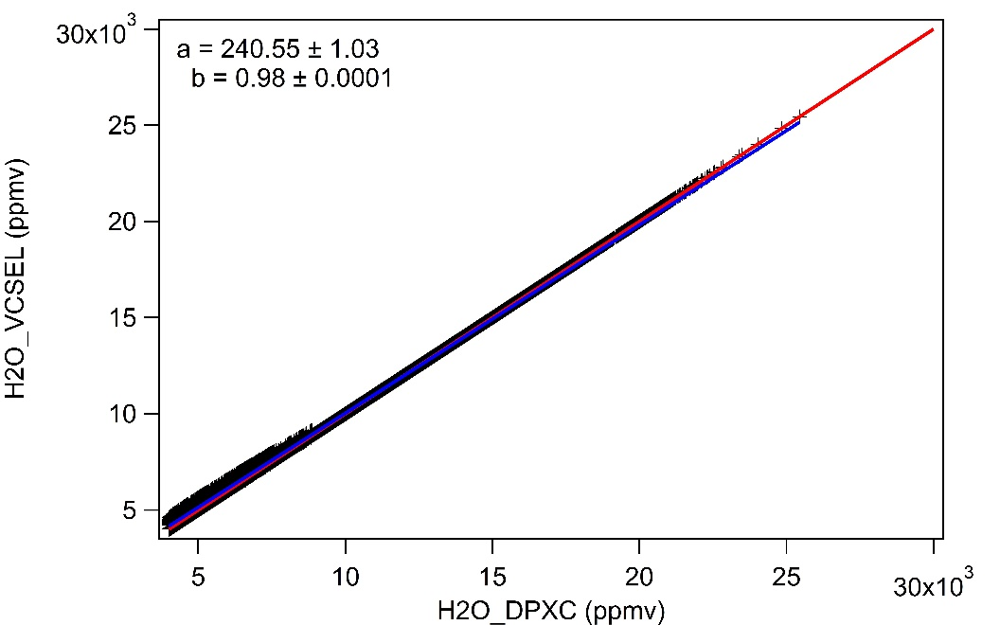 30x10³
a = 240.55 ± 1.03
b = 0.98 ± 0.0001
25
20
15
10
5
H2O_VCSEL (ppmv)
5
10
15
20
25
30x10³
H2O_DPXC (ppmv)